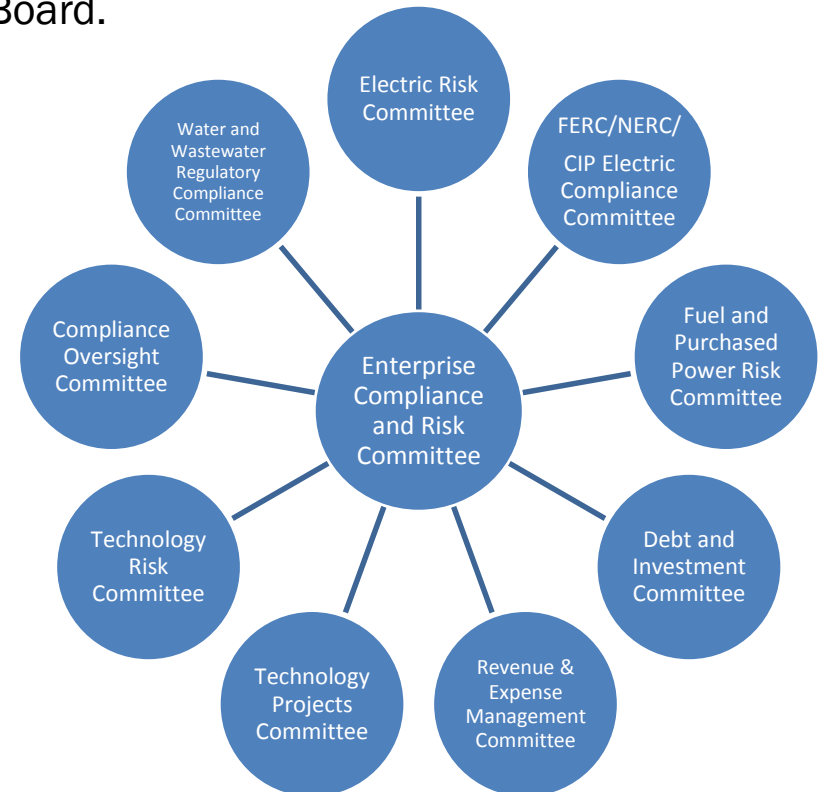 Board.
Electric Risk
Committee
FERC/NERC/
CIP Electric
Compliance
Committee
Fuel and
Purchased
Power Risk
Committee
Debt and
Investment
Committee
Revenue &
Expense
Management
Committee
Technology
Projects
Committee
Technology
Risk
Committee
Compliance
Oversight
Committee
Water and
Wastewater
Regulatory
Compliance
Committee
Enterprise
Compliance
and Risk
Committee